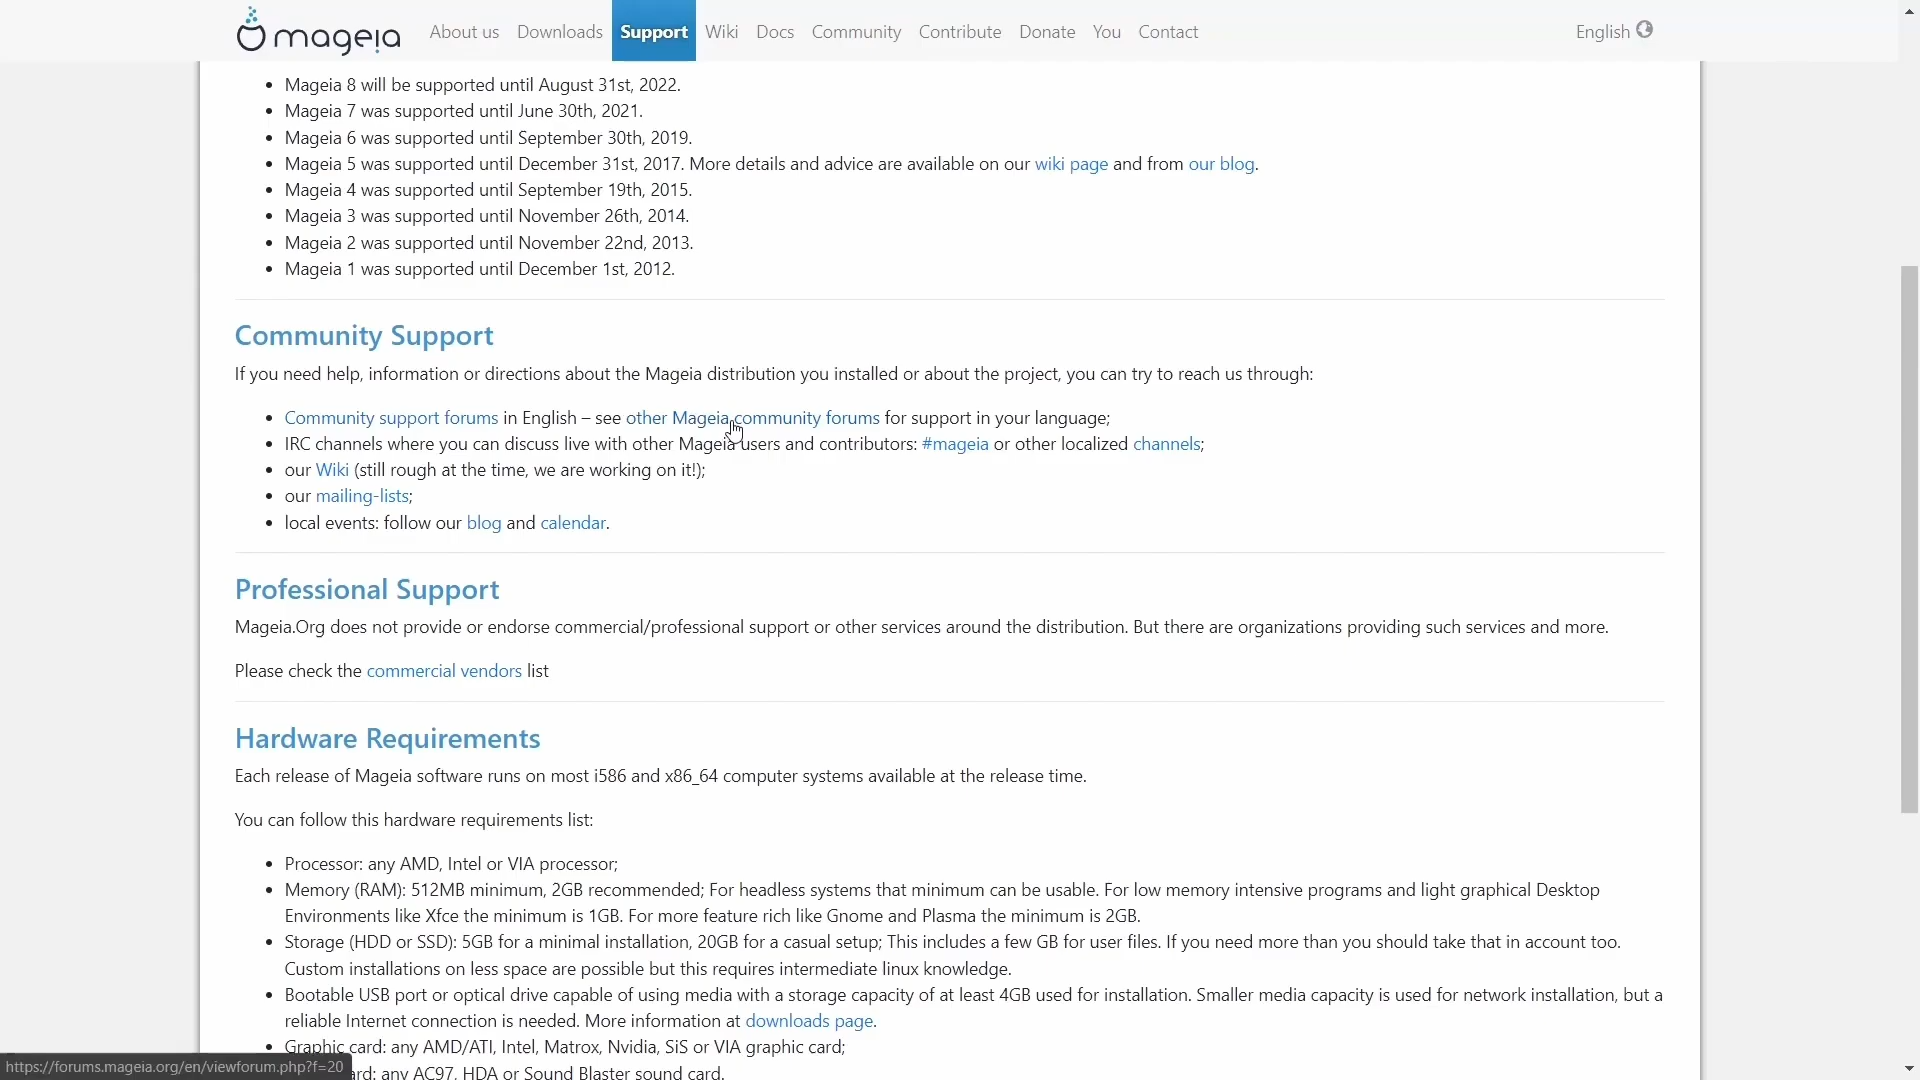 mageia About us Downloads Support Wiki Docs Community Contribute Donate You Contact English
Mageia 8 will be supported until August 31st, 2022.
Mageia 7 was supported until June 30th, 2021.
Mageia 6 was supported until September 30th, 2019.
Mageia 5 was supported until December 31st, 2017. More details and advice are available on our wiki page and from our blog.
Mageia 4 was supported until September 19th, 2015.
Mageia 3 was supported until November 26th, 2014.
Mageia 2 was supported until November 22nd, 2013.
Mageia 1 was supported until December 1st, 2012.
Community Support
If you need help, information or directions about the Mageia distribution you installed or about the project, you can try to reach us through:
Community support forums in English – see other Mageia community forums for support in your language;
IRC channels where you can discuss live with other Mageia users and contributors: #mageia or other localized channels;
our Wiki (still rough at the time, we are working on it!);
our mailing-lists;
local events: follow our blog and calendar.
Professional Support
Mageia.Org does not provide or endorse commercial/professional support or other services around the distribution. But there are organizations providing such services and more.
Please check the commercial vendors list
Hardware Requirements
Each release of Mageia software runs on most i586 and x86_64 computer systems available at the release time.
You can follow this hardware requirements list:
Processor: any AMD, Intel or VIA processor;
Memory (RAM): 512MB minimum, 2GB recommended; For headless systems that minimum can be usable. For low memory intensive programs and light graphical Desktop
Environments like Xfce the minimum is 1GB. For more feature rich like Gnome and Plasma the minimum is 2GB.
Storage (HDD or SSD): 5GB for a minimal installation, 20GB for a casual setup; This includes a few GB for user files. If you need more than you should take that in account too.
Custom installations on less space are possible but this requires intermediate linux knowledge.
Bootable USB port or optical drive capable of using media with a storage capacity of at least 4GB used for installation. Smaller media capacity is used for network installation, but a
reliable Internet connection is needed. More information at downloads page.
Graphic card: any AMD/ATI, Intel, Matrox, Nvidia, SiS or VIA graphic card;
https://forums.mageia.org/en/viewforum.php?f=20
any AC97, HDA or Sound Blaster sound card.